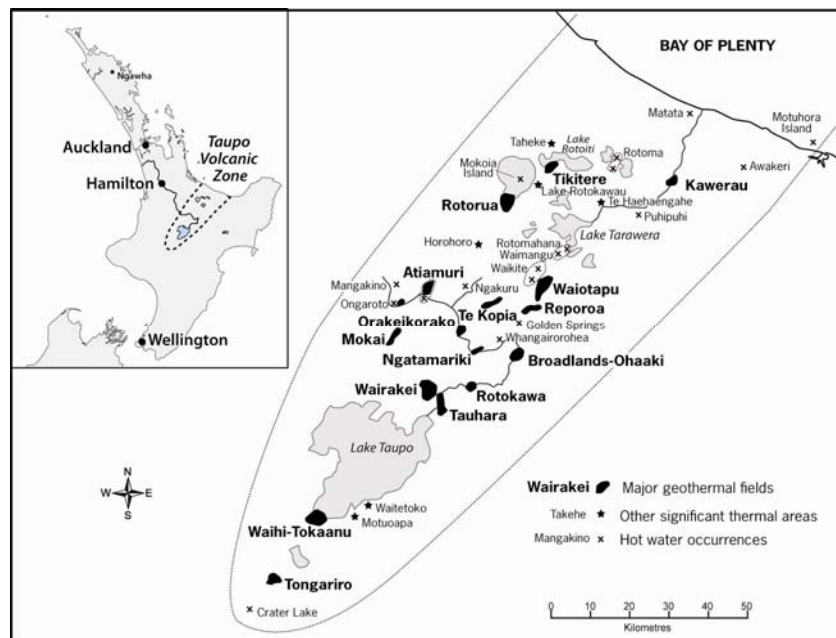 Ngawha
Auckland
Hamilton
Taupo
Volcanic
Zone
Wellington
BAY OF PLENTY
Matata
Motuhora
Island
Taheke
Lake
Rotoiti
Rotoma
Mokoia
Island
Tikitere
Awakeri
Kawerau
Lake Rotokawau
Rotorua
Te Haehaengahe
Puhipuhi
Lake Tarawera
Horohoro
Rotomahana
Waimangu
Waikite
Atiamuri
Mangakino
Ngakuru
Waiotapu
Ongaroto
Te Kopia
Reporoa
Orakeikorako
Golden Springs
Mokai
Whangairorohea
Ngatamariki
Broadlands-Ohaaki
Wairakei
Rotokawa
Tauhara
Lake Taupo
N
W E
S
Waitetoko
Motuoapa
Waihi-Tokaanu
Tongariro
Crater Lake
Wairakei Major geothermal fields
Takehe Other significant thermal areas
Mangakino Hot water occurrences
0 10 20 30 40 50
Kilometres